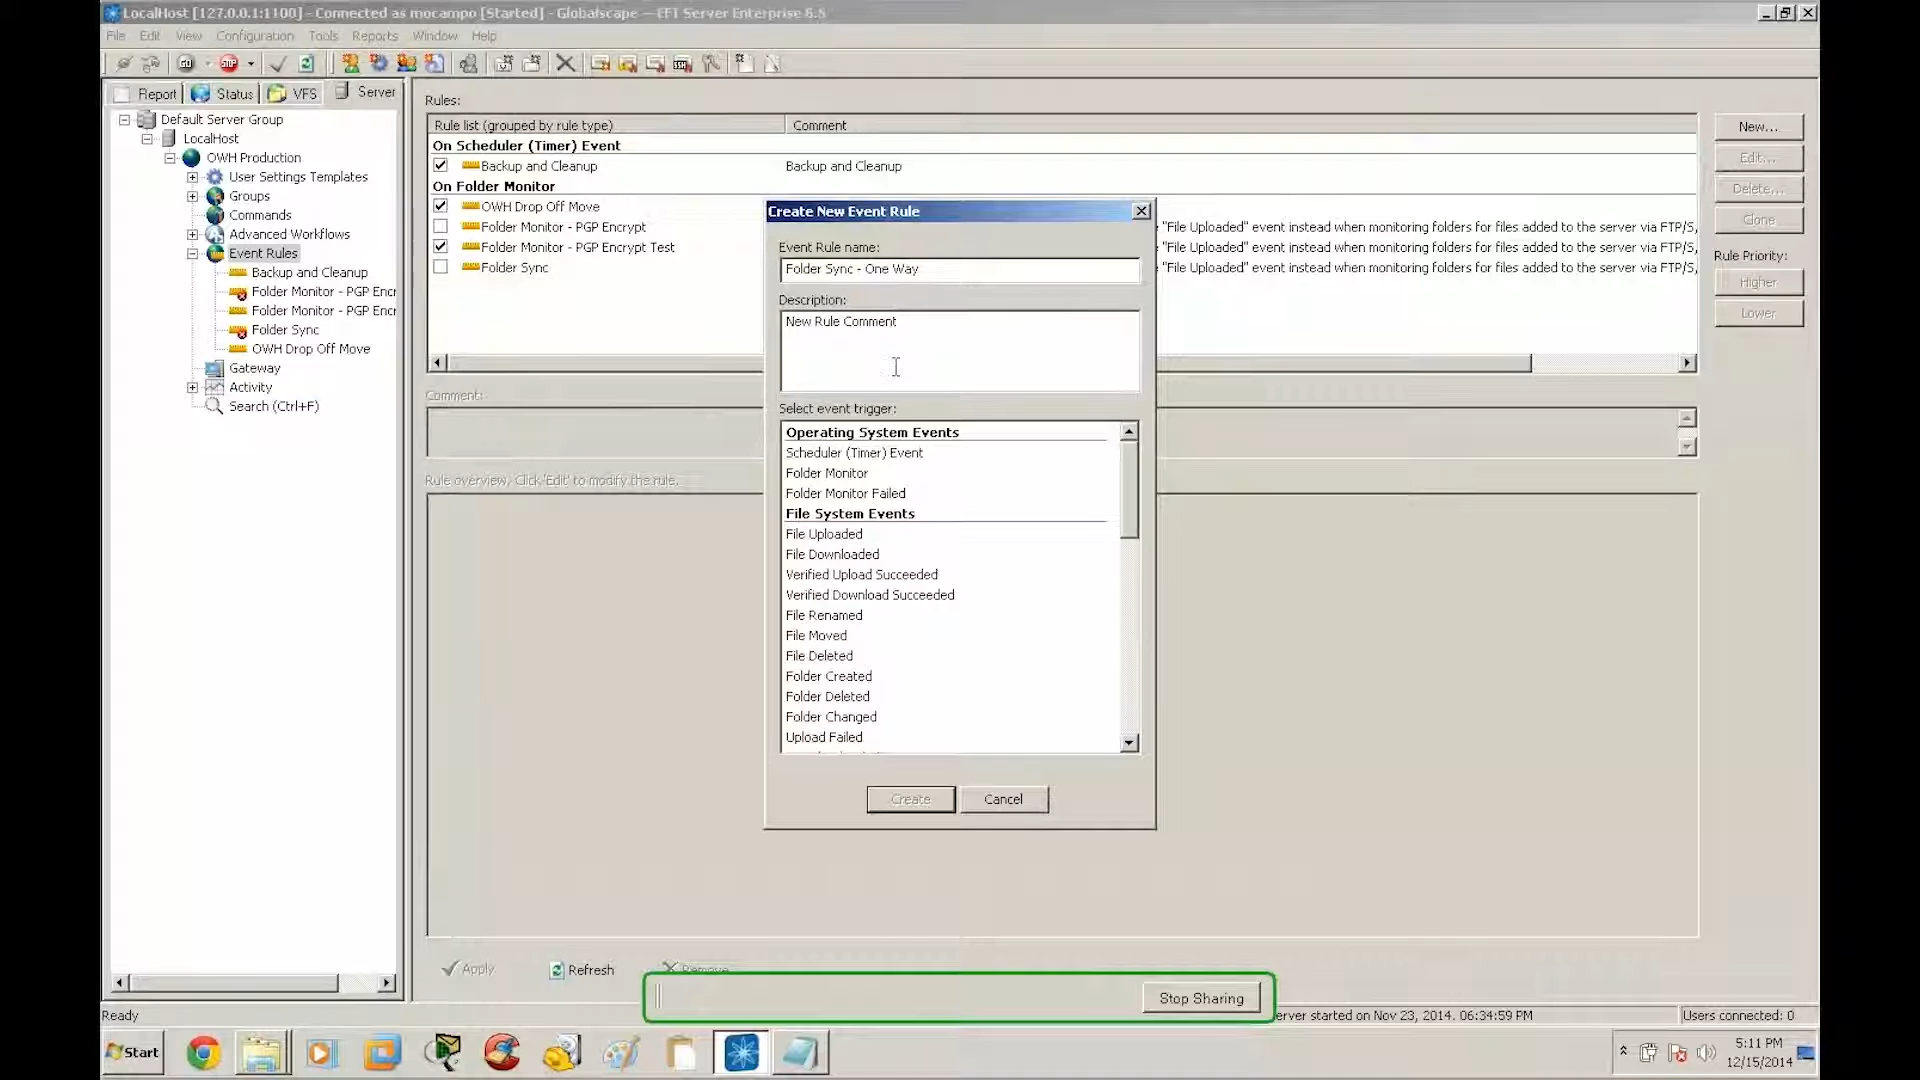 LocalHost [127.0.0.1:1100] - Connected as mocampo [Started] - Globalscape - EFT Server Enterprise 6.5
File Edit View Configuration Tools Reports Window Help
Report Status VFS Server
Default Server Group
LocalHost
OWH Production
User Settings Templates
Groups
Commands
Advanced Workflows
Event Rules
Backup and Cleanup
Folder Monitor - PGP Encr
Folder Monitor - PGP Enc
Folder Sync
OWH Drop Off Move
Gateway
Activity
Search (Ctrl+F)
Rules:
Rule list (grouped by rule type) Comment
On Scheduler (Timer) Event
Backup and Cleanup Backup and Cleanup
On Folder Monitor
OWH Drop Off Move
Folder Monitor - PGP Encrypt "File Uploaded" event instead when monitoring folders for files added to the server via FTP/S,
Folder Monitor - PGP Encrypt Test "File Uploaded" event instead when monitoring folders for files added to the server via FTP/S,
Folder Sync "File Uploaded" event instead when monitoring folders for files added to the server via FTP/S,
New...
Edit...
Delete...
Clone
Rule Priority:
Higher
Lower
Comment:
Rule overview, Click 'Edit' to modify the rule.
Create New Event Rule
Event Rule name:
Folder Sync - One Way
Description:
New Rule Comment
Select event trigger:
Operating System Events
Scheduler (Timer) Event
Folder Monitor
Folder Monitor Failed
File System Events
File Uploaded
File Downloaded
Verified Upload Succeeded
Verified Download Succeeded
File Renamed
File Moved
File Deleted
Folder Created
Folder Deleted
Folder Changed
Upload Failed
Create Cancel
Apply Refresh Remove
Stop Sharing
Ready erver started on Nov 23, 2014. 06:34:59 PM Users connected: 0
Start
5:11 PM
12/15/2014